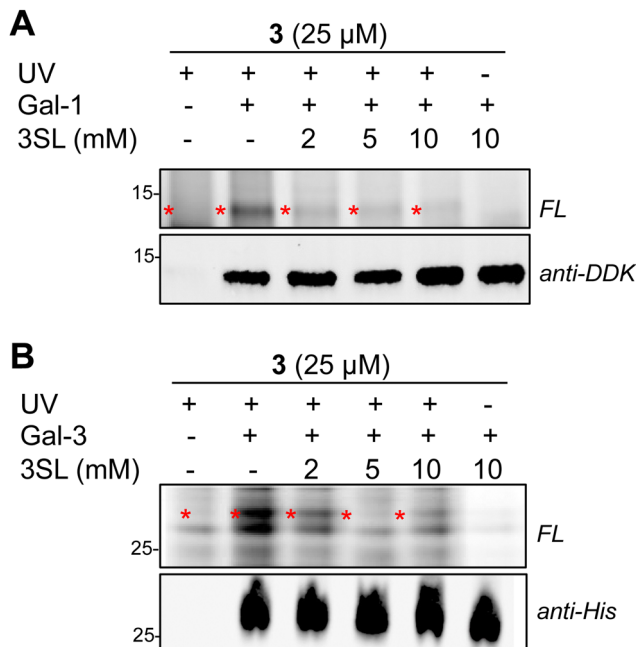 A
3 (25 μM)
UV + + + + + -
Gal-1 - + + + + +
3SL (mM) - - 2 5 10 10
15-
* * * * *
FL
15-
anti-DDK
B
3 (25 μM)
UV + + + + + -
Gal-3 - + + + + +
3SL (mM) - - 2 5 10 10
* * * * *
25-
FL
anti-His
25-